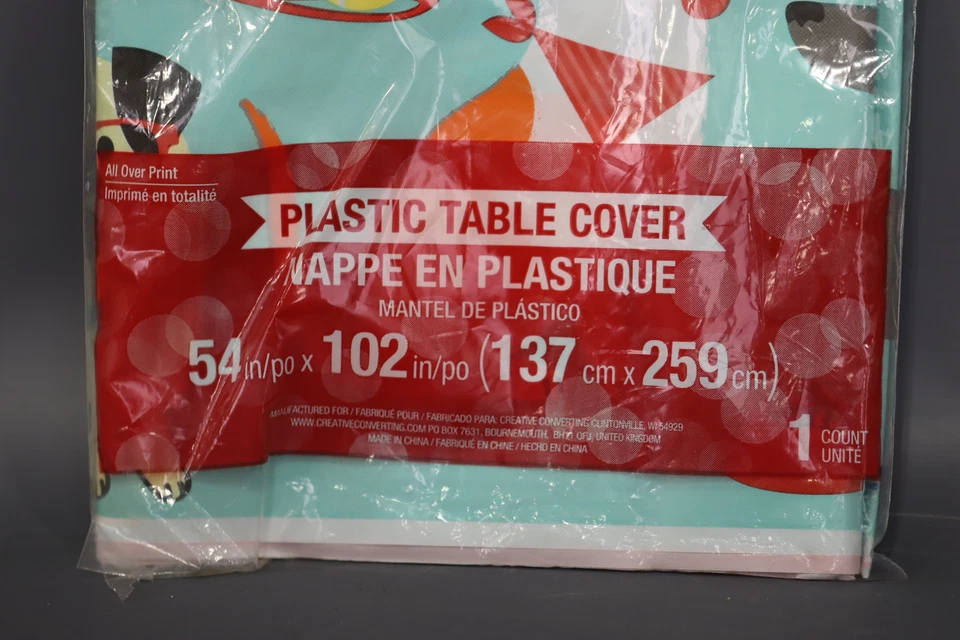 All Over Print
Imprimé en totalité
PLASTIC TABLE COVER
NAPPE EN PLASTIQUE
MANTEL DE PLÁSTICO
54 in/po x 102 in/po (137 cm x 259 cm)
MANUFACTURED FOR / FABRIQUÉ POUR / FABRICADO PARA: CREATIVE CONVERTING CLINTONVILLE, WI 54929
WWW.CREATIVECONVERTING.COM PO BOX 7631, BOURNEMOUTH, UNITED KINGDOM
MADE IN CHINA / FABRIQUÉ EN CHINE / HECHO EN CHINA
1 COUNT
UNITÉ